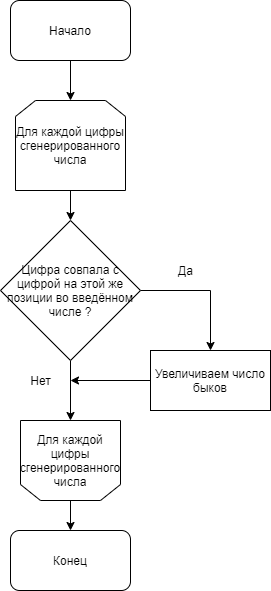 Начало
Для каждой цифры
сгенерированного
числа
Цифра совпала с
цифрой на этой же
позиции во введённом
числе ?
Да
Увеличиваем число
быков
Нет
Для каждой
цифры
сгенерированного
числа
Конец